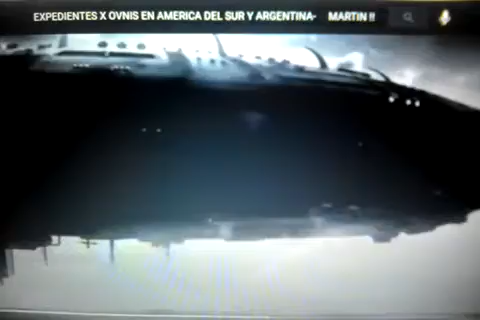 EXPEDIENTES X OVNIS EN AMERICA DEL SUR Y ARGENTINA- MARTIN !!